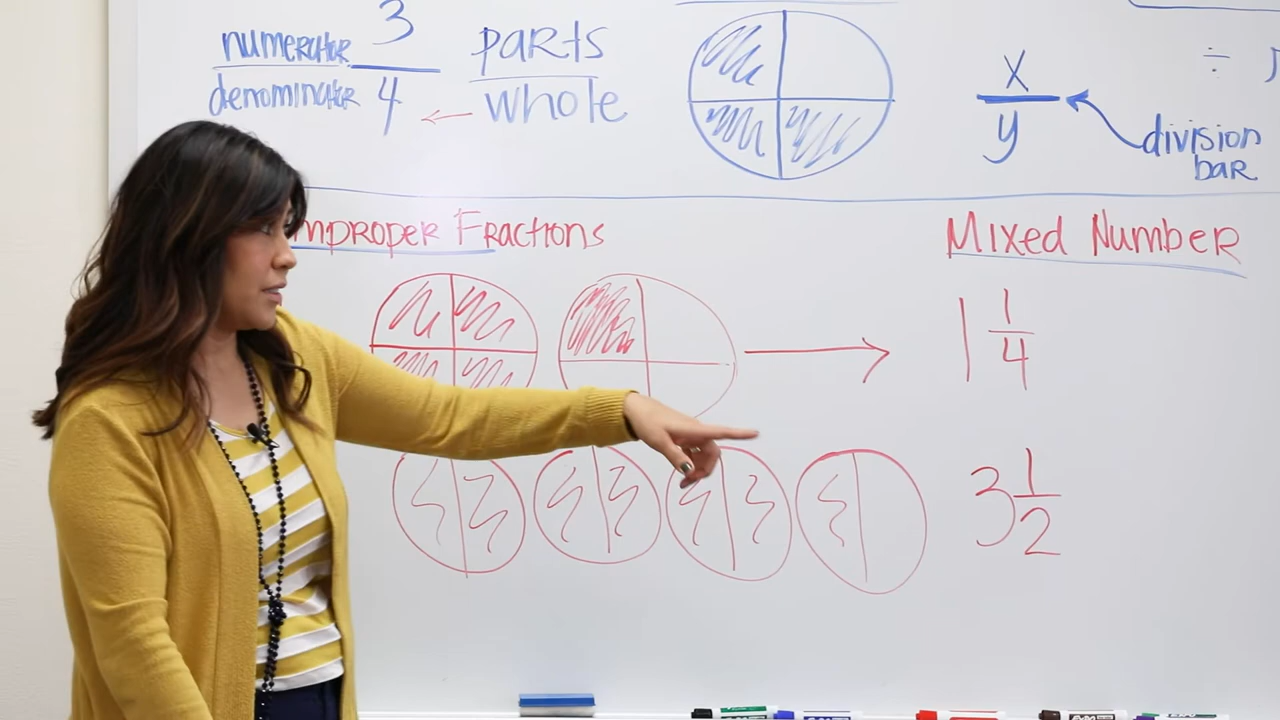 numerator 3 parts
denominator 4 whole
x
y
division
bar
÷
Improper Fractions
Mixed Number
1 1/4
3 1/2